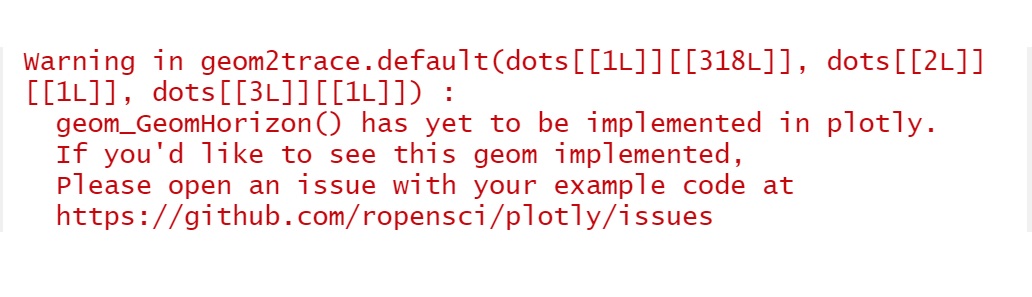 Warning in geom2trace.default(dots[[1L]][[318L]], dots[[2L]]
[[1L]], dots[[3L]][[1L]]) :
  geom_GeomHorizon() has yet to be implemented in plotly.
  If you'd like to see this geom implemented,
  Please open an issue with your example code at
  https://github.com/ropensci/plotly/issues